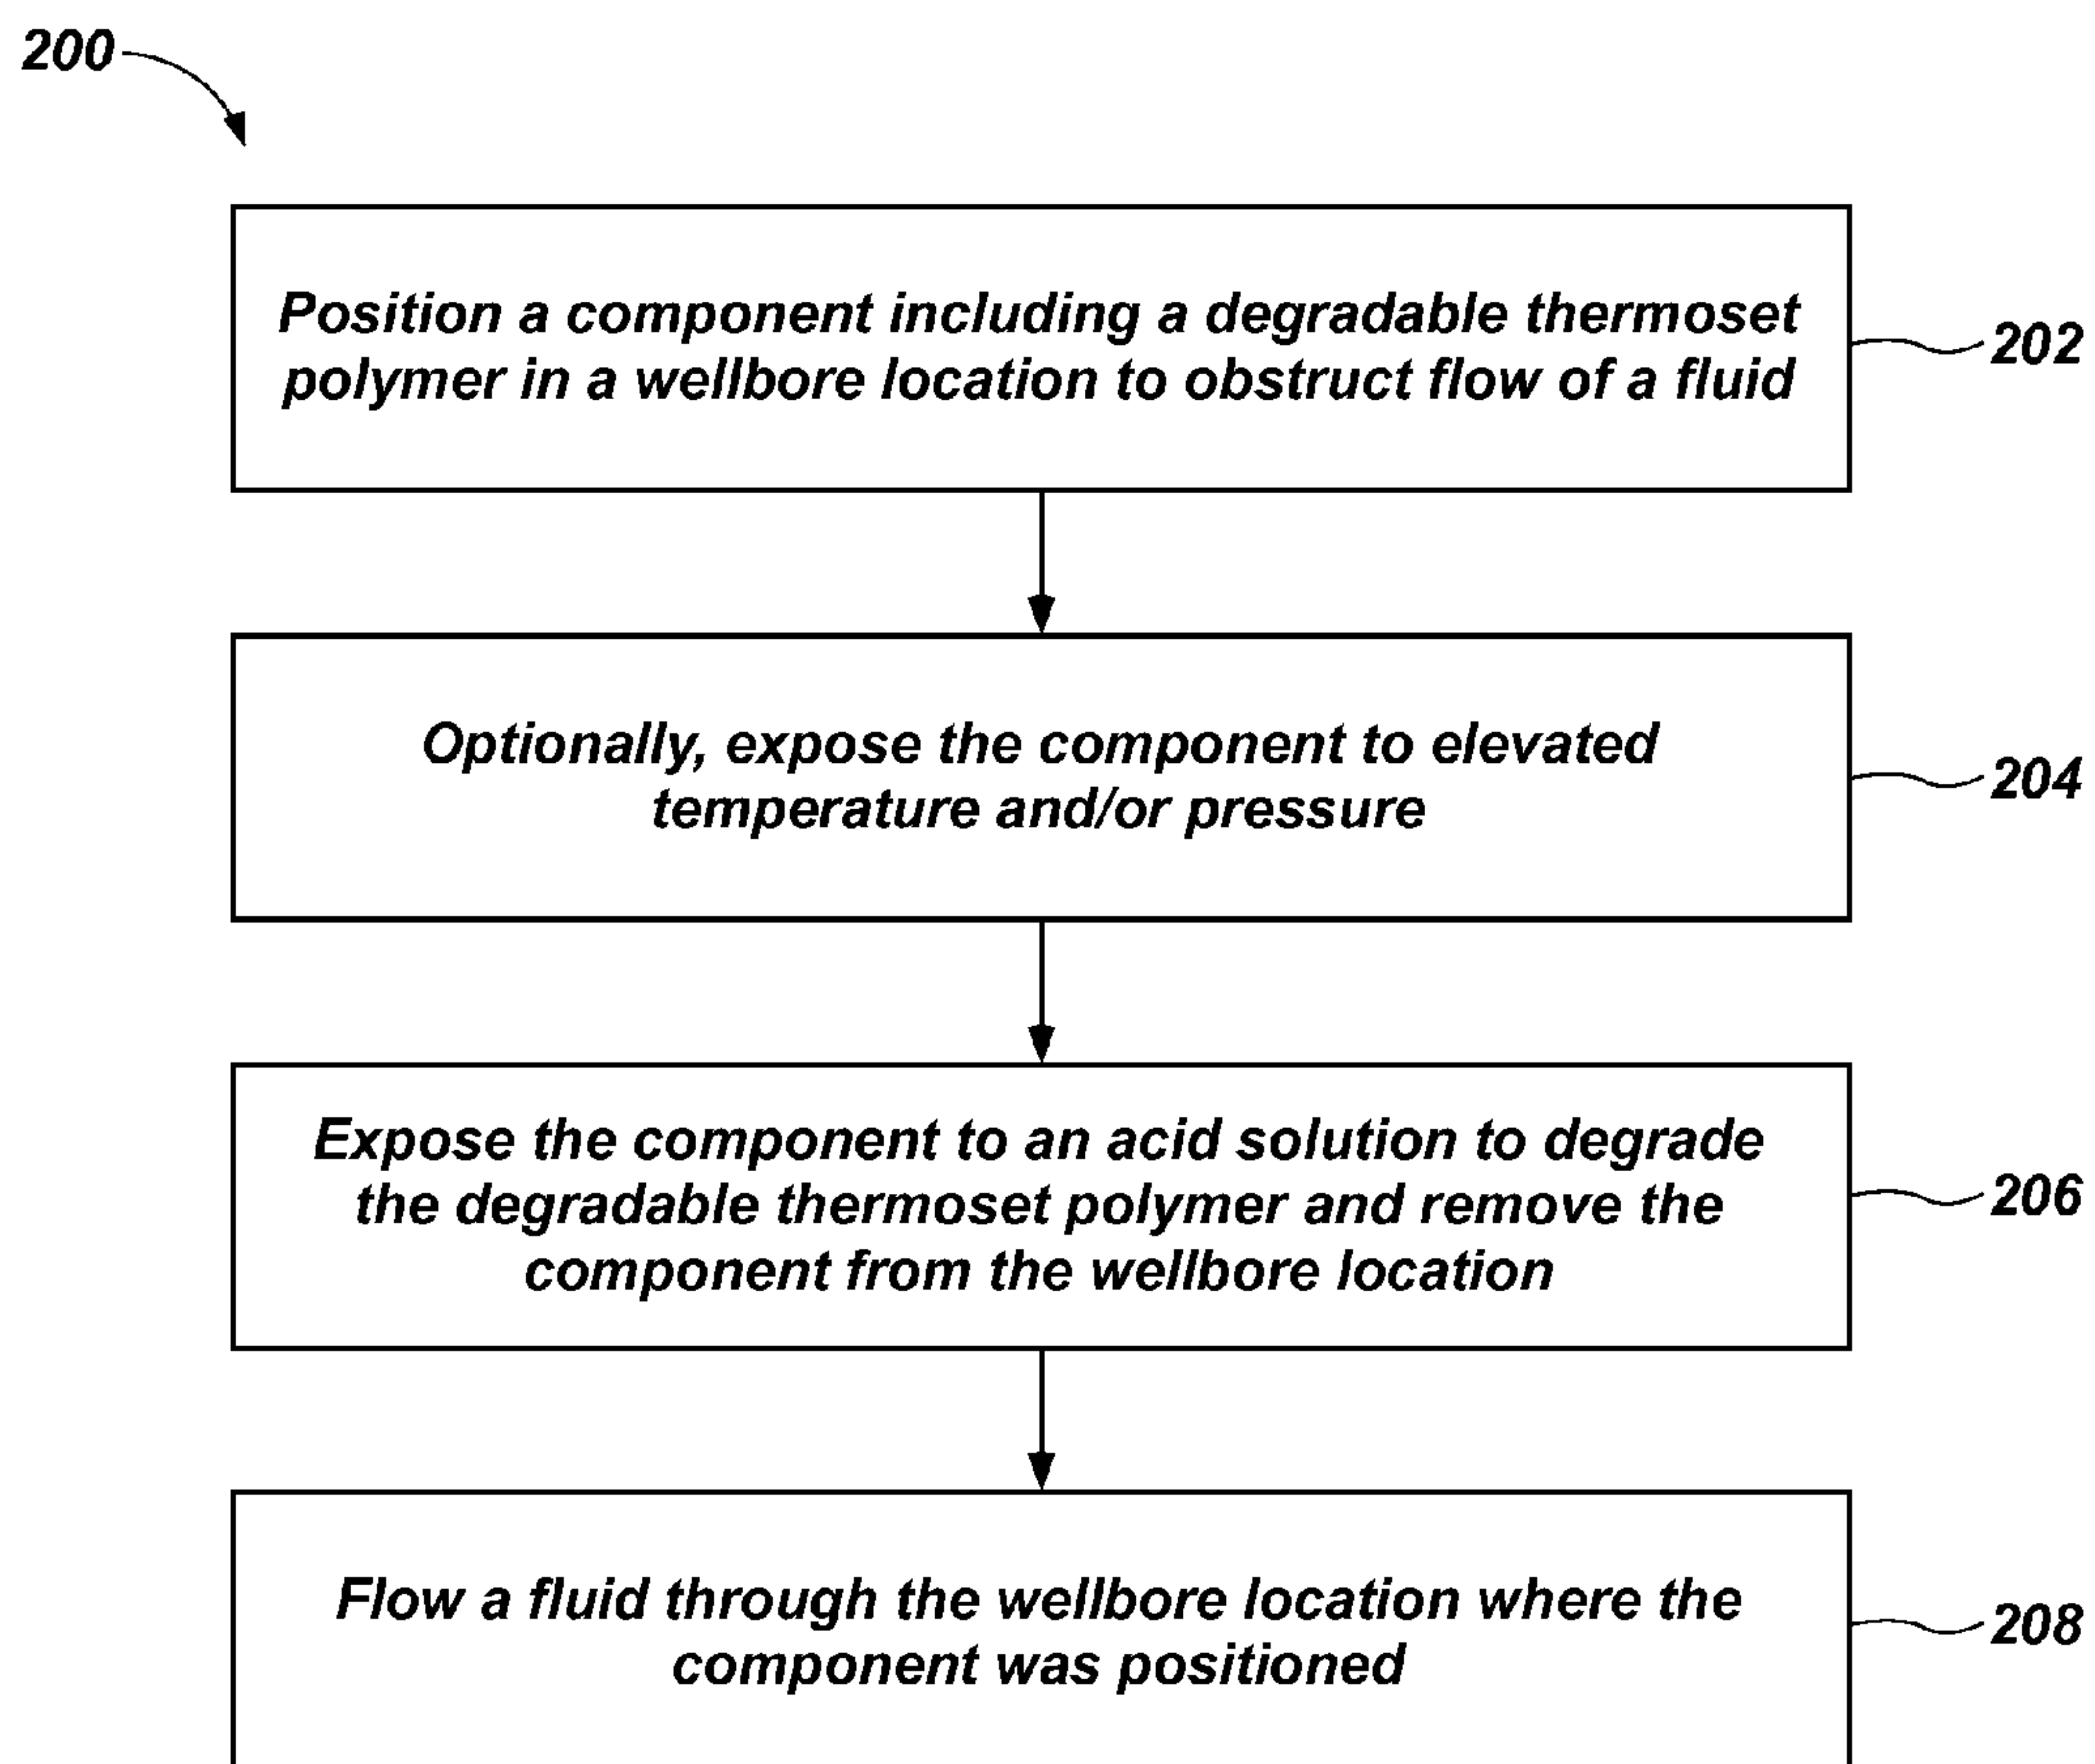 200
Position a component including a degradable thermoset
polymer in a wellbore location to obstruct flow of a fluid
202
Optionally, expose the component to elevated
temperature and/or pressure
204
Expose the component to an acid solution to degrade
the degradable thermoset polymer and remove the
component from the wellbore location
206
Flow a fluid through the wellbore location where the
component was positioned
208